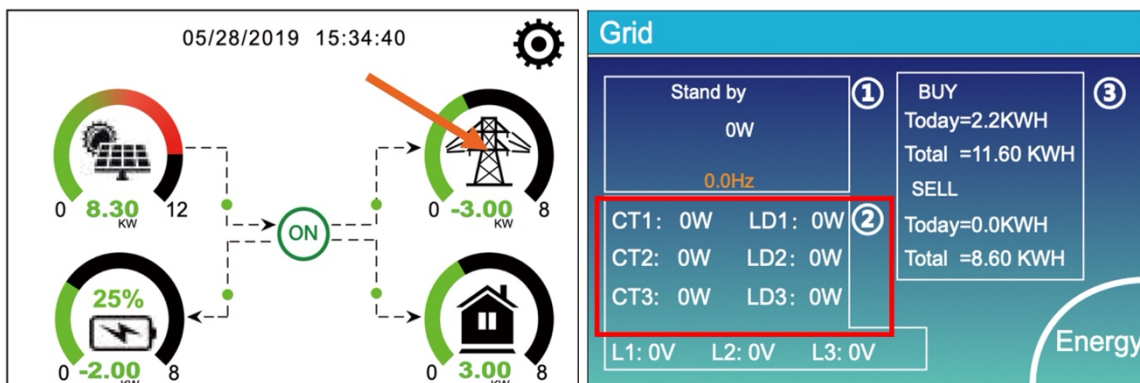 05/28/2019 15:34:40
0 8.30 12
KW
0 -3.00 8
KW
ON
25%
0 -2.00 8
KW
0 3.00 8
KW
Grid
Stand by
0W
0.0Hz
①
CT1: 0W LD1: 0W
CT2: 0W LD2: 0W
CT3: 0W LD3: 0W
②
L1: 0V L2: 0V L3: 0V
BUY
Today=2.2KWH
Total =11.60 KWH
SELL
Today=0.0KWH
Total =8.60 KWH
③
Energy